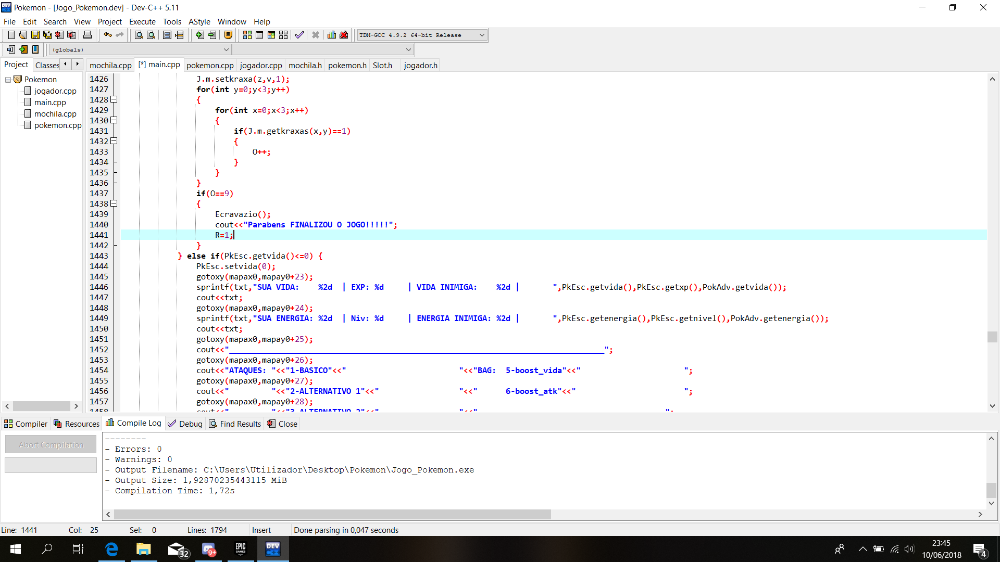 Pokemon - [Jogo_Pokemon.dev] - Dev-C++ 5.11
File Edit Search View Project Execute Tools AStyle Window Help
TDM-GCC 4.9.2 64-bit Release
(globals)
Project Classes mochila.cpp [*] main.cpp pokemon.cpp jogador.cpp mochila.h pokemon.h Slot.h jogador.h
Pokemon
jogador.cpp
main.cpp
mochila.cpp
pokemon.cpp
1426 J.m.setkraxa(z,v,1);
1427 for(int y=0;y<3;y++)
1428 {
1429 for(int x=0;x<3;x++)
1430 {
1431 if(J.m.getkraxas(x,y)==1)
1432 {
1433 O++;
1434 }
1435 }
1436 }
1437 if(O==9)
1438 {
1439 Ecravazio();
1440 cout<<"Parabens FINALIZOU O JOGO!!!!!";
1441 R=1;
1442 }
1443 } else if(PkEsc.getvida()<=0) {
1444 PkEsc.setvida(0);
1445 gotoxy(mapax0,mapay0+23);
1446 sprintf(txt,"SUA VIDA:    %2d  | EXP: %d     | VIDA INIMIGA:    %2d |       ",PkEsc.getvida(),PkEsc.getxp(),PokAdv.getvida());
1447 cout<<txt;
1448 gotoxy(mapax0,mapay0+24);
1449 sprintf(txt,"SUA ENERGIA: %2d  | Niv: %d     | ENERGIA INIMIGA: %2d |       ",PkEsc.getenergia(),PkEsc.getnivel(),PokAdv.getenergia());
1450 cout<<txt;
1451 gotoxy(mapax0,mapay0+25);
1452 cout<<"________________________________________________________________________________";
1453 gotoxy(mapax0,mapay0+26);
1454 cout<<"ATAQUES: "<<"1-BASICO"<<"                        "<<"BAG:  5-boost_vida"<<"                      ";
1455 gotoxy(mapax0,mapay0+27);
1456 cout<<"         "<<"2-ALTERNATIVO 1"<<"                 "<<"      6-boost_atk"<<"                       ";
1457 gotoxy(mapax0,mapay0+28);
1458 cout<<"         "<<"3-ALTERNATIVO 2"<<"                 "<<"                                        ";
Compiler Resources Compile Log Debug Find Results Close
Abort Compilation
--------
- Errors: 0
- Warnings: 0
- Output Filename: C:\Users\Utilizador\Desktop\Pokemon\Jogo_Pokemon.exe
- Output Size: 1,92870235443115 MiB
- Compilation Time: 1,72s
Line: 1441 Col: 25 Sel: 0 Lines: 1794 Insert Done parsing in 0,047 seconds
32
9+
EPIC GAMES
DEV C++
23:45
10/06/2018
4